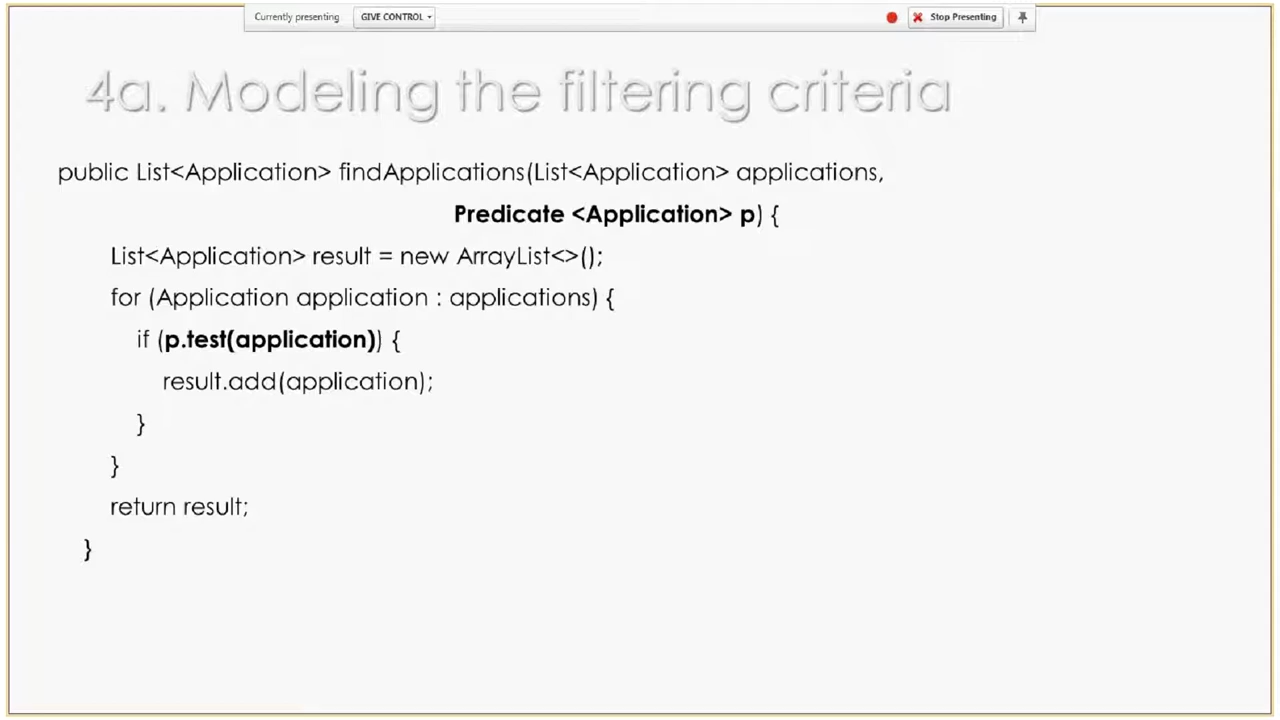 Currently presenting GIVE CONTROL Stop Presenting
4a. Modeling the filtering criteria
public List<Application> findApplications(List<Application> applications,
Predicate <Application> p) {
List<Application> result = new ArrayList<>();
for (Application application : applications) {
if (p.test(application)) {
result.add(application);
}
}
return result;
}